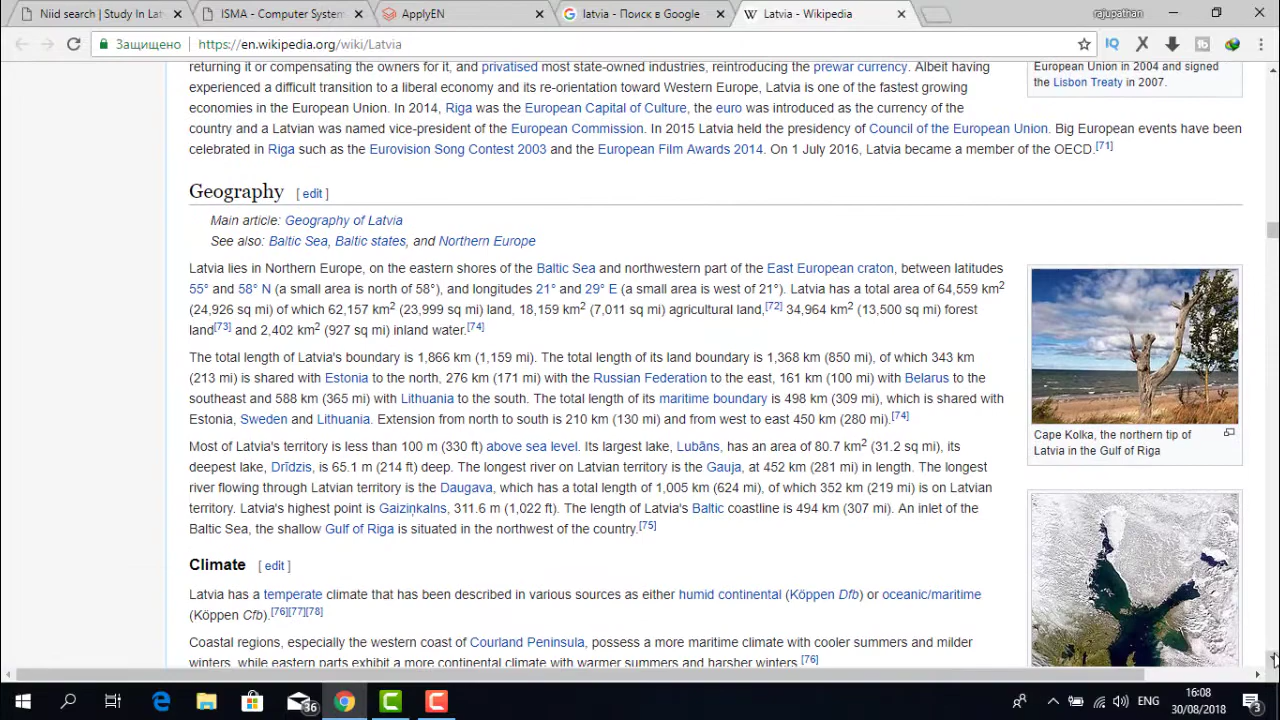 Niid search | Study In Lat
ISMA - Computer System
ApplyEN
latvia - Поиск в Google
Latvia - Wikipedia
rajupathan
Защищено
https://en.wikipedia.org/wiki/Latvia
IQ
returning it or compensating the owners for it, and privatised most state-owned industries, reintroducing the prewar currency. Albeit having
experienced a difficult transition to a liberal economy and its re-orientation toward Western Europe, Latvia is one of the fastest growing
economies in the European Union. In 2014, Riga was the European Capital of Culture, the euro was introduced as the currency of the
country and a Latvian was named vice-president of the European Commission. In 2015 Latvia held the presidency of Council of the European Union. Big European events have been
celebrated in Riga such as the Eurovision Song Contest 2003 and the European Film Awards 2014. On 1 July 2016, Latvia became a member of the OECD.[71]
European Union in 2004 and signed
the Lisbon Treaty in 2007.
Geography [ edit ]
Main article: Geography of Latvia
See also: Baltic Sea, Baltic states, and Northern Europe
Latvia lies in Northern Europe, on the eastern shores of the Baltic Sea and northwestern part of the East European craton, between latitudes
55° and 58° N (a small area is north of 58°), and longitudes 21° and 29° E (a small area is west of 21°). Latvia has a total area of 64,559 km2
(24,926 sq mi) of which 62,157 km2 (23,999 sq mi) land, 18,159 km2 (7,011 sq mi) agricultural land,[72] 34,964 km2 (13,500 sq mi) forest
land[73] and 2,402 km2 (927 sq mi) inland water.[74]
The total length of Latvia's boundary is 1,866 km (1,159 mi). The total length of its land boundary is 1,368 km (850 mi), of which 343 km
(213 mi) is shared with Estonia to the north, 276 km (171 mi) with the Russian Federation to the east, 161 km (100 mi) with Belarus to the
southeast and 588 km (365 mi) with Lithuania to the south. The total length of its maritime boundary is 498 km (309 mi), which is shared with
Estonia, Sweden and Lithuania. Extension from north to south is 210 km (130 mi) and from west to east 450 km (280 mi).[74]
Most of Latvia's territory is less than 100 m (330 ft) above sea level. Its largest lake, Lubāns, has an area of 80.7 km2 (31.2 sq mi), its
deepest lake, Drīdzis, is 65.1 m (214 ft) deep. The longest river on Latvian territory is the Gauja, at 452 km (281 mi) in length. The longest
river flowing through Latvian territory is the Daugava, which has a total length of 1,005 km (624 mi), of which 352 km (219 mi) is on Latvian
territory. Latvia's highest point is Gaiziņkalns, 311.6 m (1,022 ft). The length of Latvia's Baltic coastline is 494 km (307 mi). An inlet of the
Baltic Sea, the shallow Gulf of Riga is situated in the northwest of the country.[75]
Cape Kolka, the northern tip of
Latvia in the Gulf of Riga
Climate [ edit ]
Latvia has a temperate climate that has been described in various sources as either humid continental (Köppen Dfb) or oceanic/maritime
(Köppen Cfb).[76][77][78]
Coastal regions, especially the western coast of Courland Peninsula, possess a more maritime climate with cooler summers and milder
winters, while eastern parts exhibit a more continental climate with warmer summers and harsher winters.[76]
36
ENG
16:08
30/08/2018
3